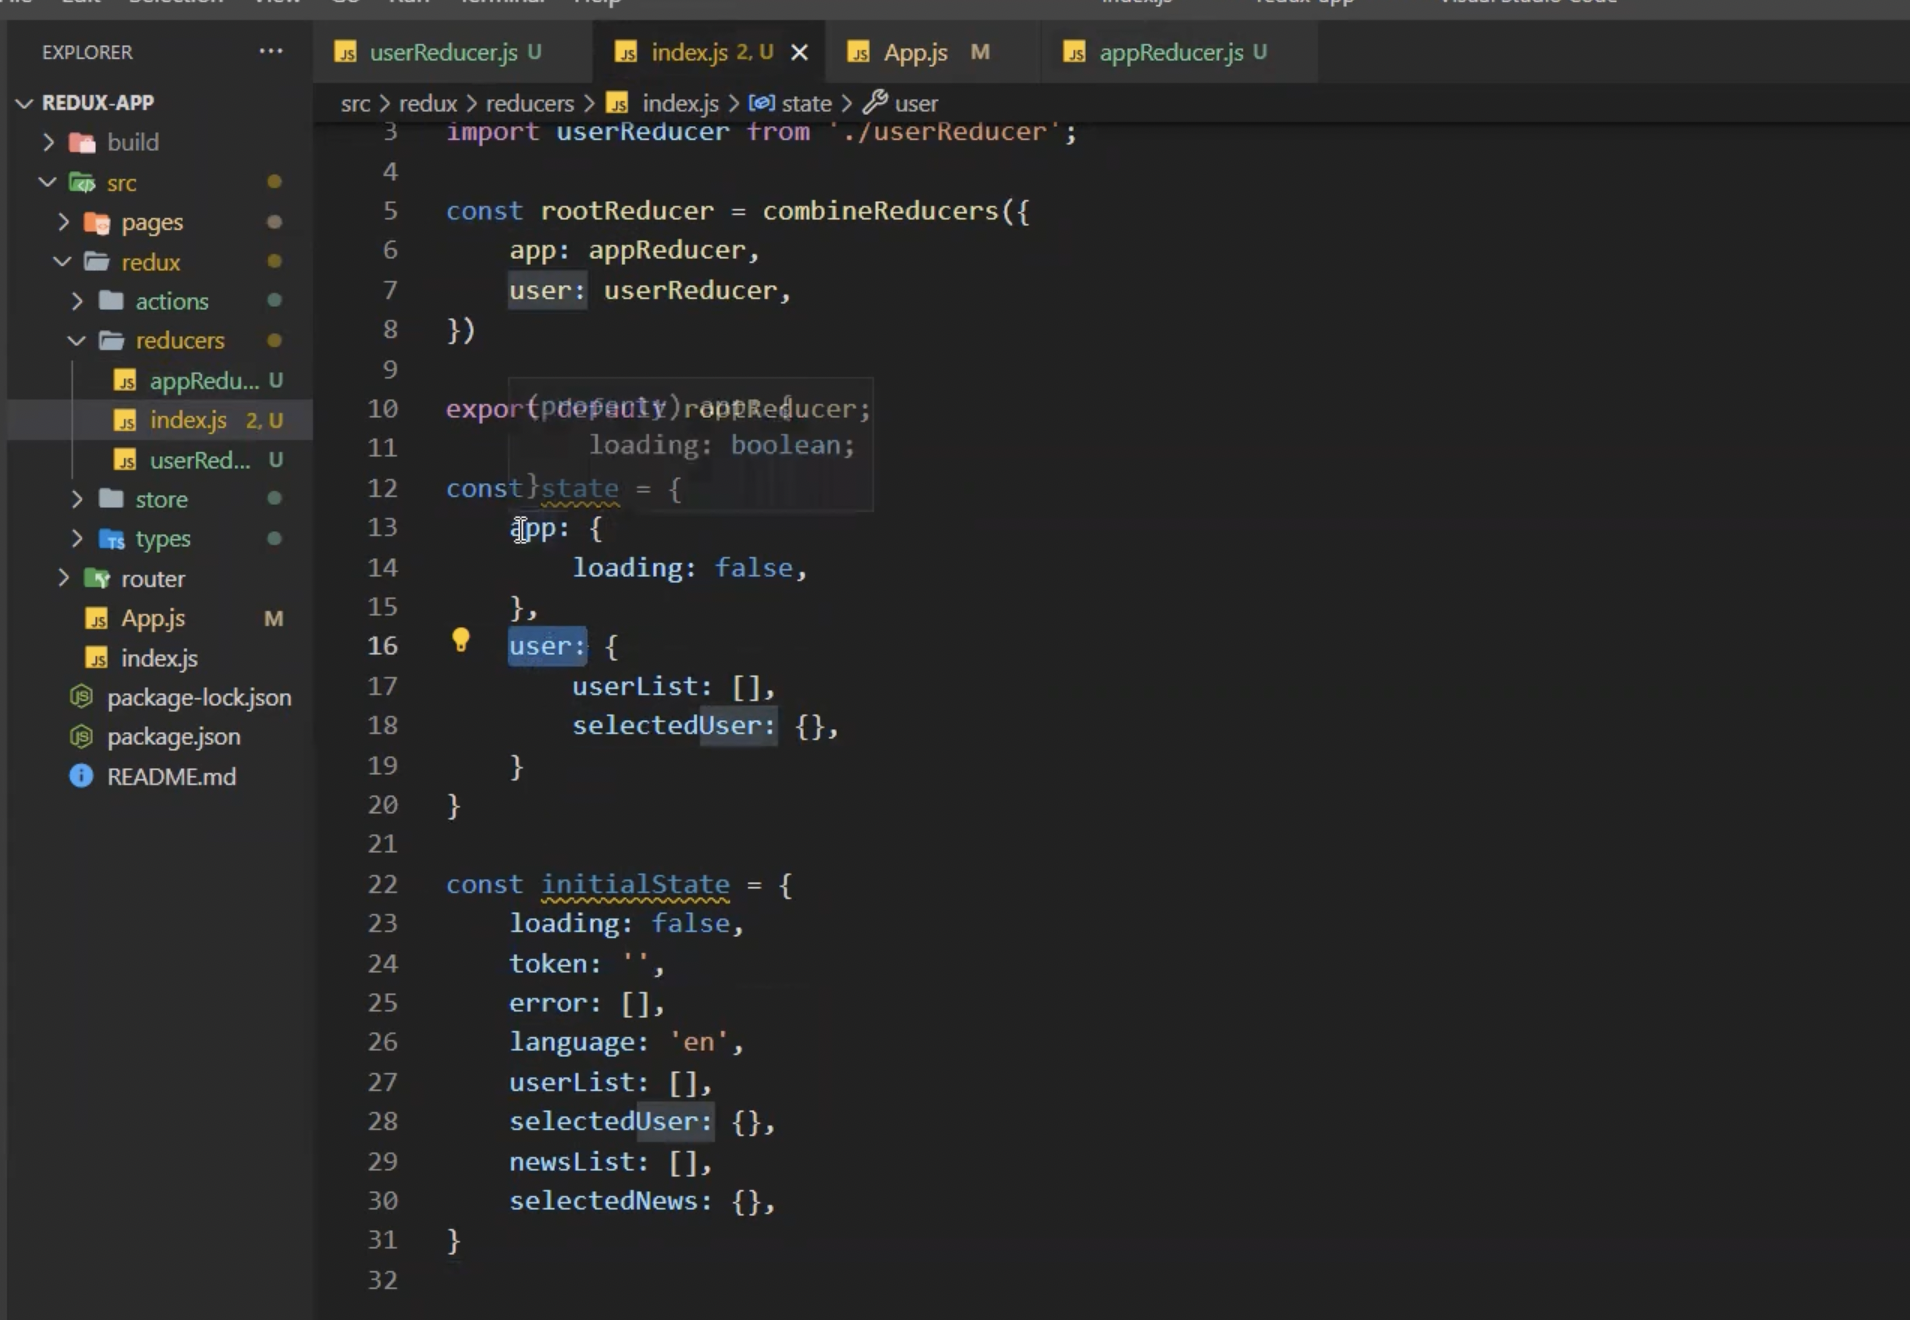 EXPLORER ...
REDUX-APP
build
src
pages
redux
actions
reducers
appRedu... U
index.js 2, U
userRed... U
store
types
router
App.js M
index.js
package-lock.json
package.json
README.md
userReducer.js U index.js 2, U App.js M appReducer.js U
src > redux > reducers > index.js > state > user
3 import userReducer from './userReducer';
4
5 const rootReducer = combineReducers({
6 app: appReducer,
7 user: userReducer,
8 })
9
10 export default rootReducer;
11
12 const state = {
13 app: {
14 loading: false,
15 },
16 user: {
17 userList: [],
18 selectedUser: {},
19 }
20 }
21
22 const initialState = {
23 loading: false,
24 token: '',
25 error: [],
26 language: 'en',
27 userList: [],
28 selectedUser: {},
29 newsList: [],
30 selectedNews: {},
31 }
32
(property) app: {
loading: boolean;
}